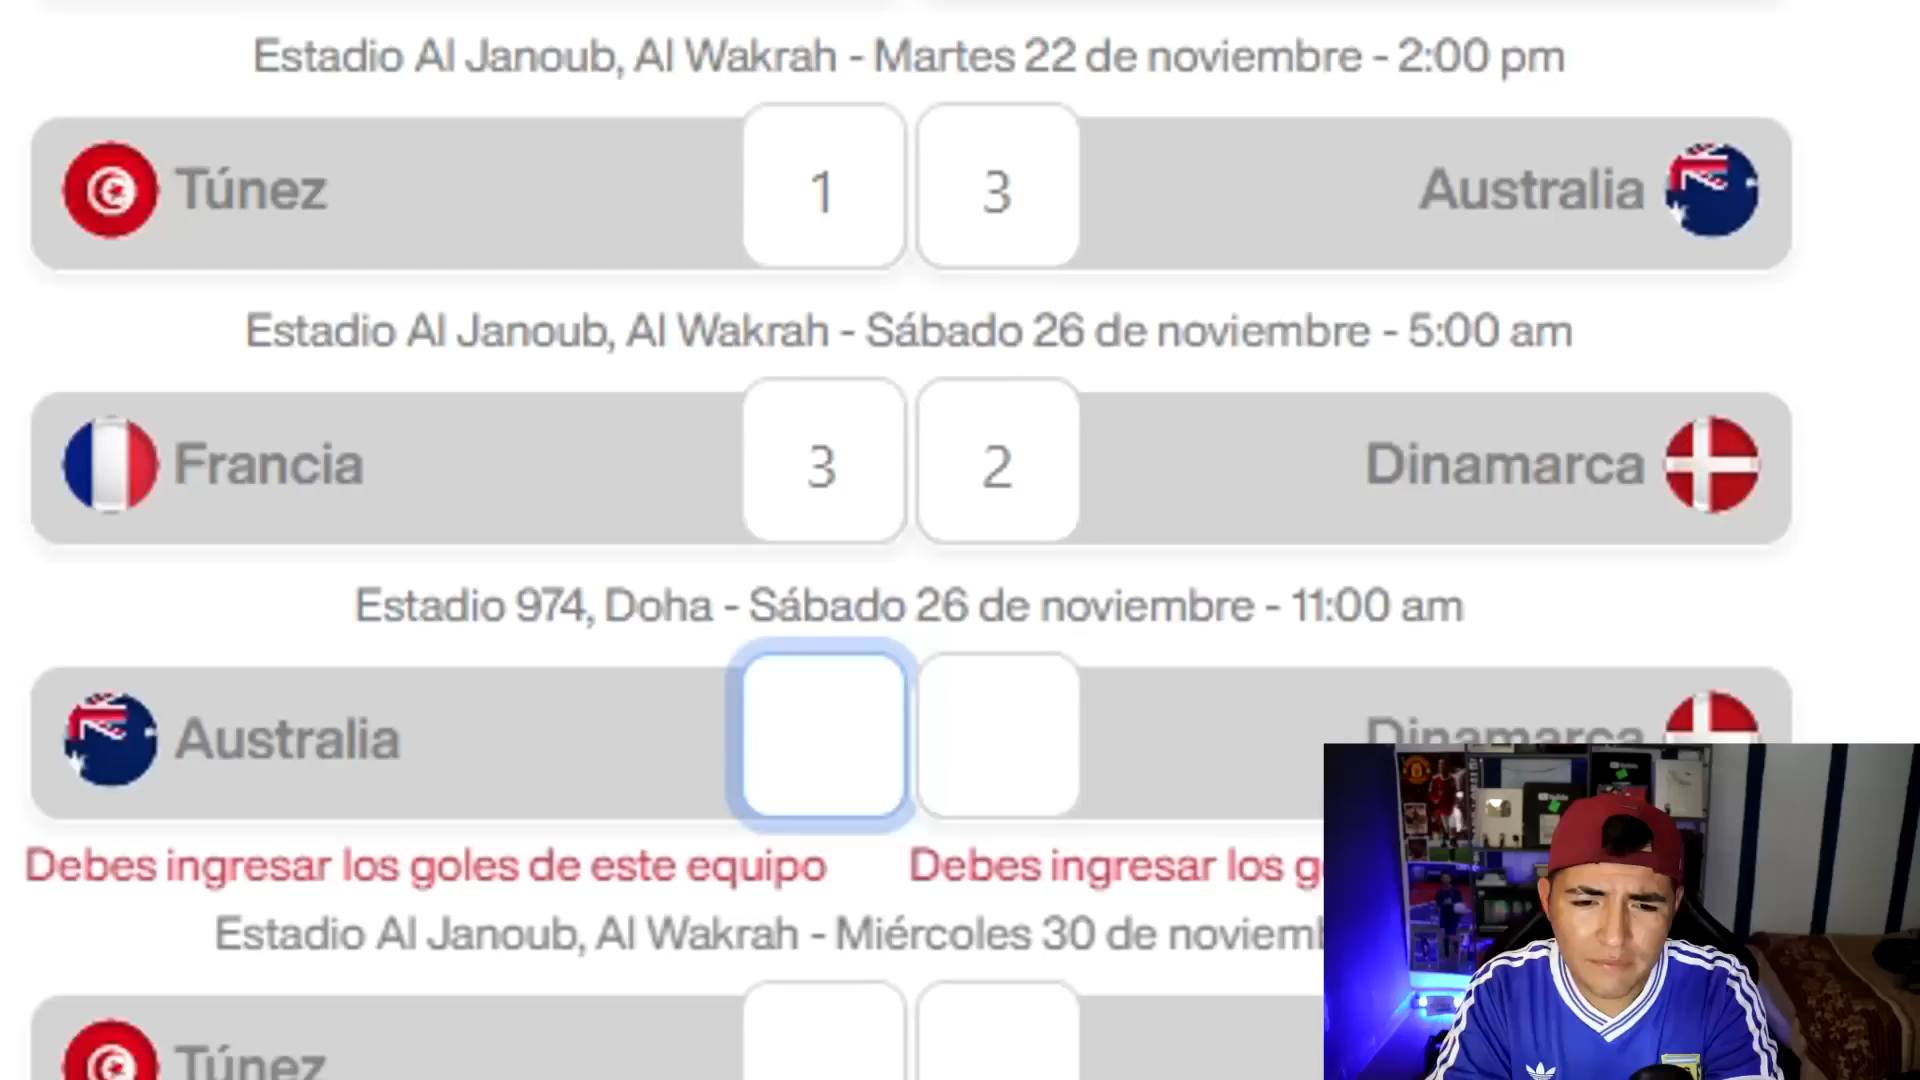 Estadio Al Janoub, Al Wakrah - Martes 22 de noviembre - 2:00 pm
Túnez 1 3 Australia
Estadio Al Janoub, Al Wakrah - Sábado 26 de noviembre - 5:00 am
Francia 3 2 Dinamarca
Estadio 974, Doha - Sábado 26 de noviembre - 11:00 am
Australia Dinamarca
Debes ingresar los goles de este equipo Debes ingresar los
Estadio Al Janoub, Al Wakrah - Miércoles 30 de
Túnez